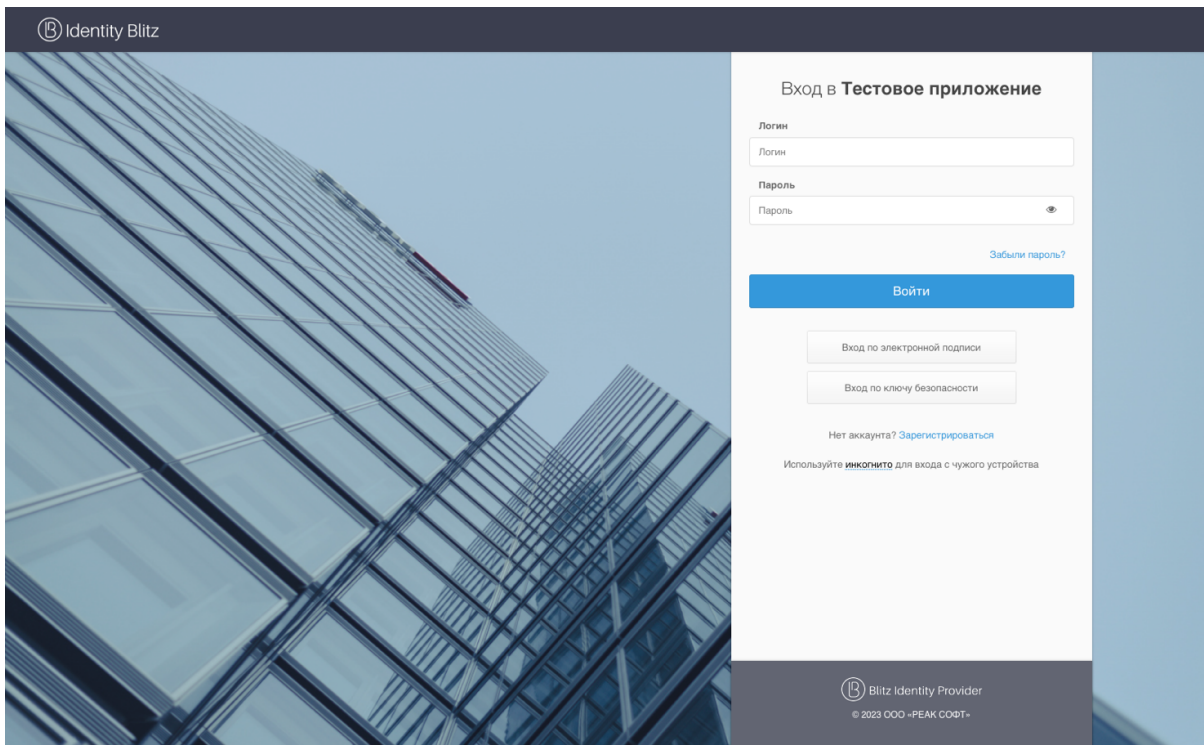 Identity Blitz
Вход в Тестовое приложение
Логин
Логин
Пароль
Пароль
Забыли пароль?
Войти
Вход по электронной подписи
Вход по ключу безопасности
Нет аккаунта? Зарегистрироваться
Используйте инкогнито для входа с чужого устройства
Blitz Identity Provider
© 2023 ООО «РЕАК СОФТ»